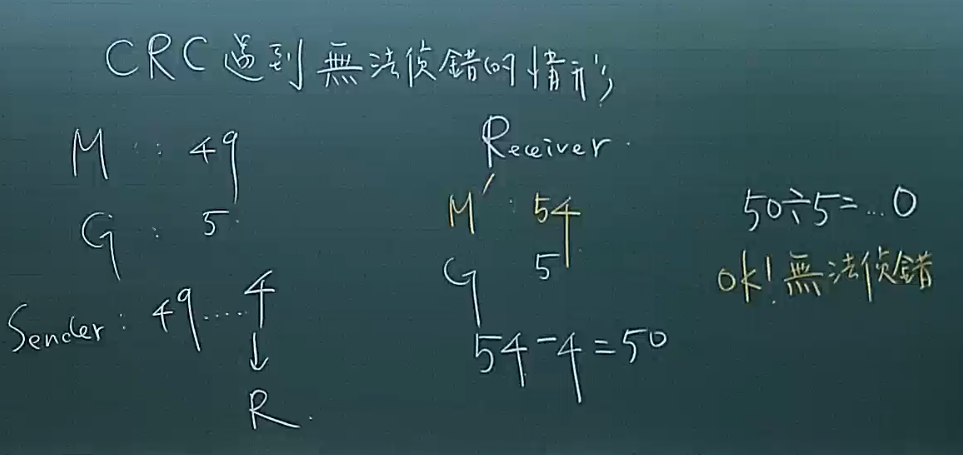 CRC遇到無法偵錯的情形
M : 49
G : 5
Sender : 49 ..... 4
↓
R.
Receiver.
M' : 54
G 5
54-4=50
50÷5=...0
ok!無法偵錯